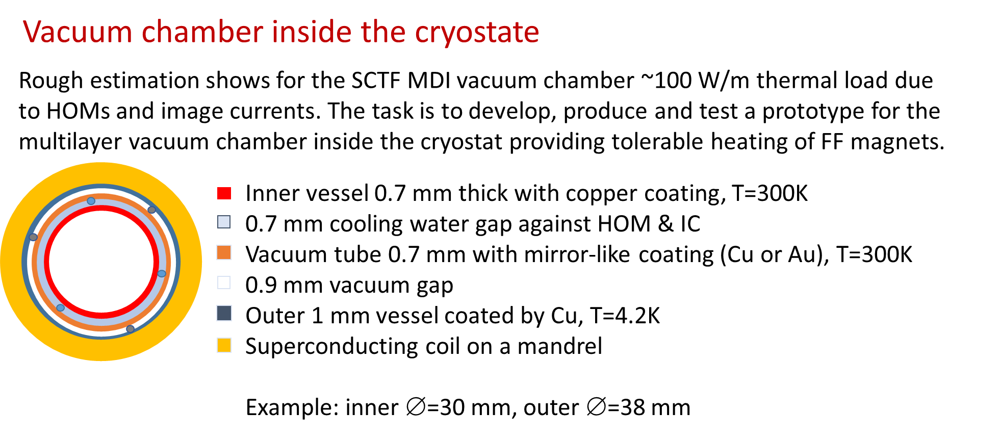 Vacuum chamber inside the cryostate
Rough estimation shows for the SCTF MDI vacuum chamber ~100 W/m thermal load due
to HOMs and image currents. The task is to develop, produce and test a prototype for the
multilayer vacuum chamber inside the cryostat providing tolerable heating of FF magnets.
Inner vessel 0.7 mm thick with copper coating, T=300K
0.7 mm cooling water gap against HOM & IC
Vacuum tube 0.7 mm with mirror-like coating (Cu or Au), T=300K
0.9 mm vacuum gap
Outer 1 mm vessel coated by Cu, T=4.2K
Superconducting coil on a mandrel
Example: inner ∅=30 mm, outer ∅=38 mm